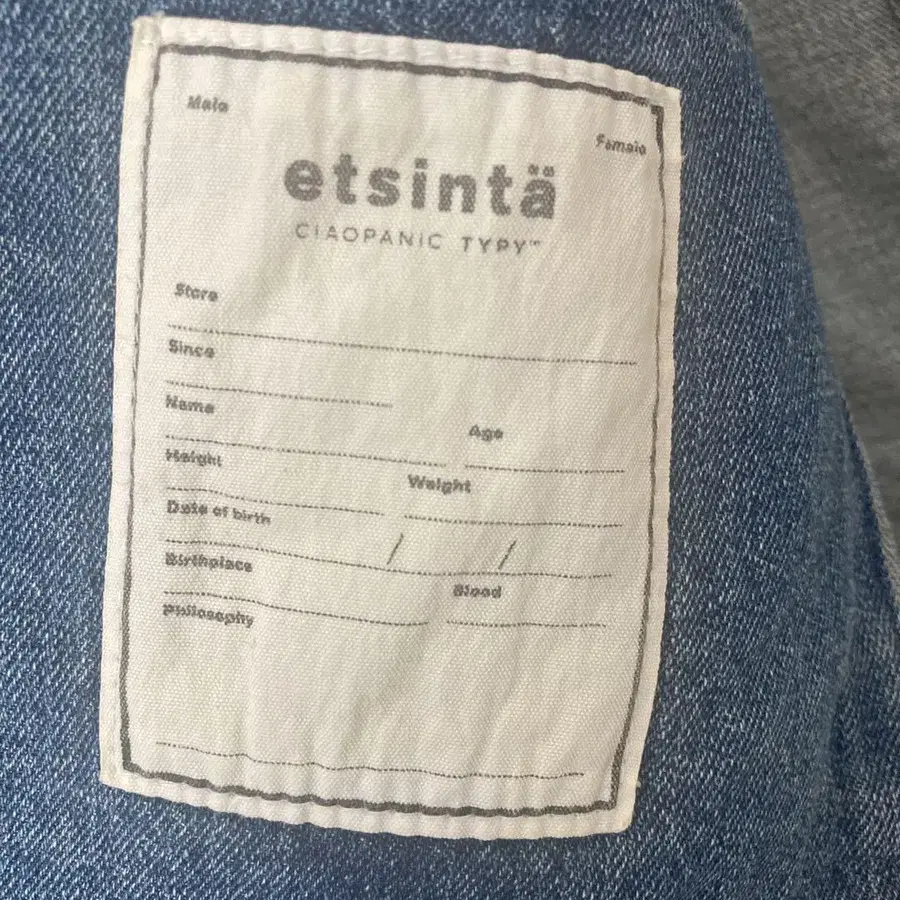 Male
Female
etsintä
CIAOPANIC TYPY™
Store
Since
Name
Age
Height
Weight
Date of birth / /
Birthplace
Blood
philosophy